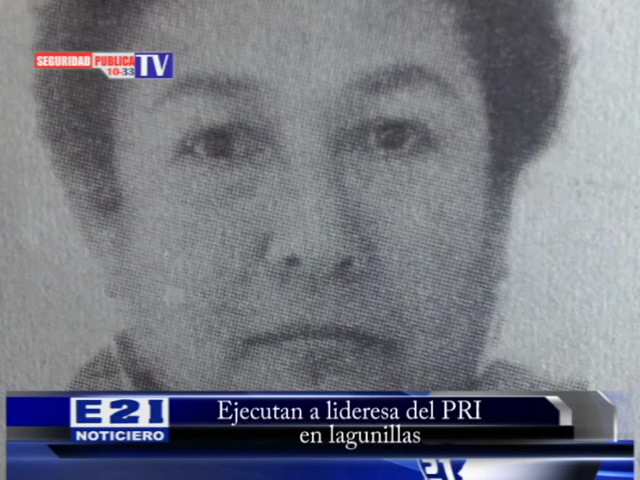 SEGURIDAD PUBLICA TV
10-33
E21 Ejecutan a lideresa del PRI
NOTICIERO en lagunillas